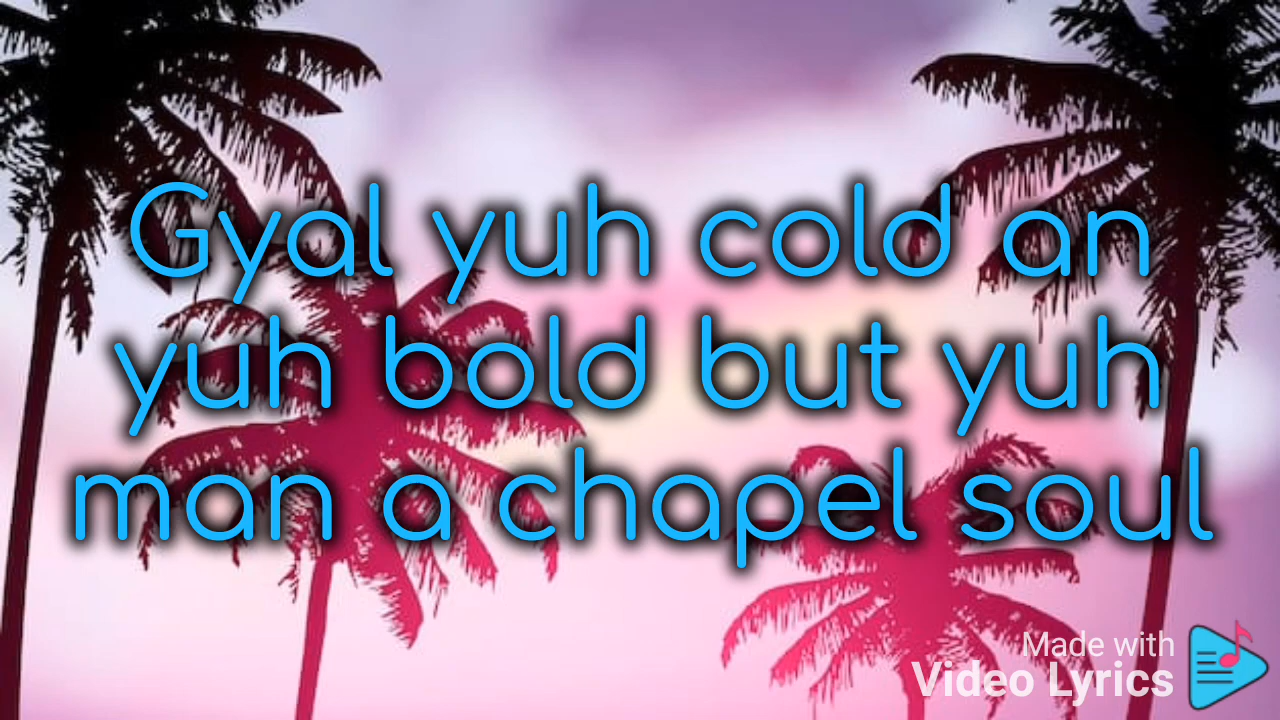 Gyal yuh cold an
yuh bold but yuh
man a chapel soul
Made with
Video Lyrics